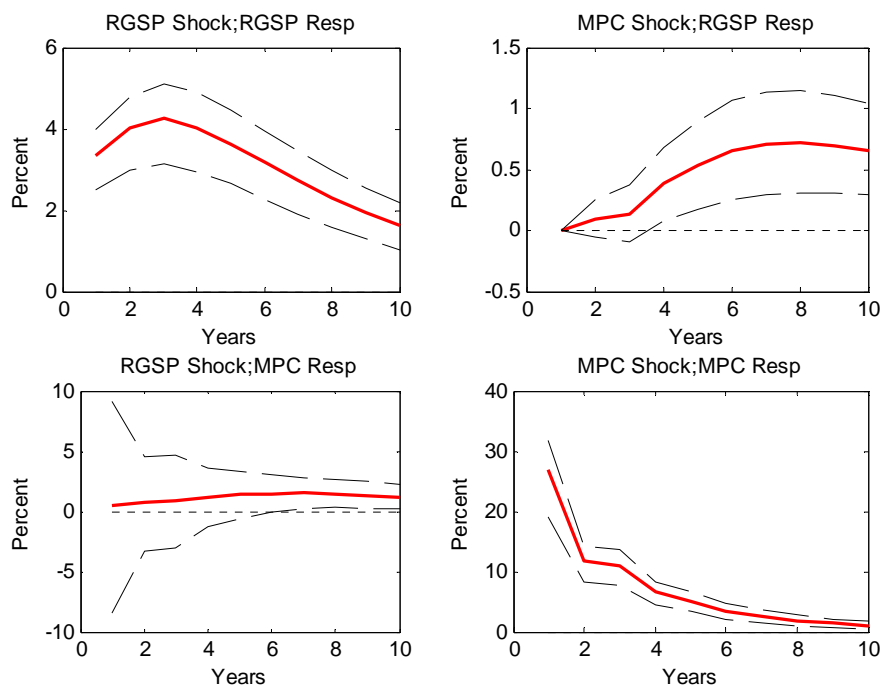 RGSP Shock;RGSP Resp
6
4
2
0
Percent
0 2 4 6 8 10
Years
MPC Shock;RGSP Resp
1.5
1
0.5
0
-0.5
Percent
0 2 4 6 8 10
Years
RGSP Shock;MPC Resp
10
5
0
-5
-10
Percent
0 2 4 6 8 10
Years
MPC Shock;MPC Resp
40
30
20
10
0
Percent
0 2 4 6 8 10
Years